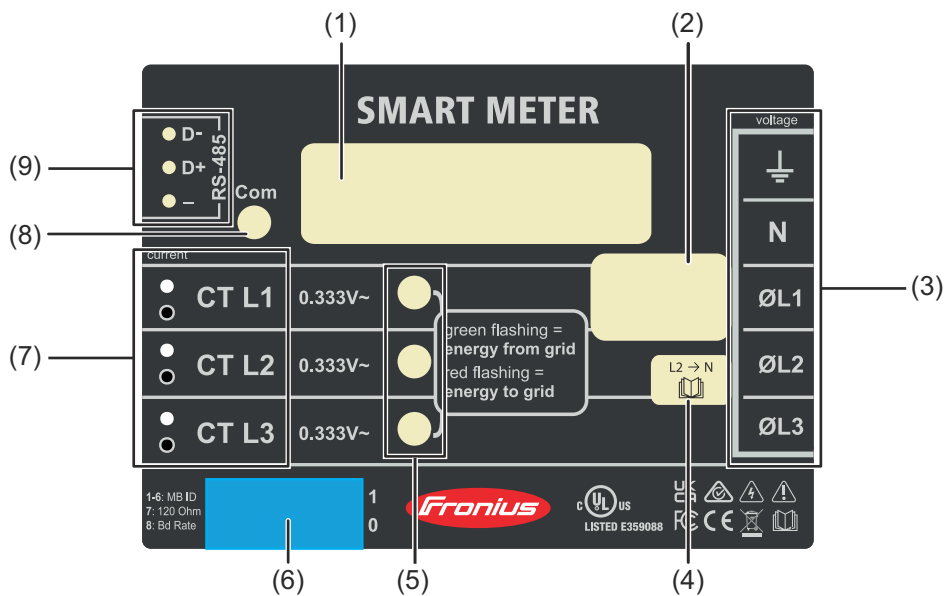 (1)
(2)
SMART METER
voltage
D-
D+
–
RS-485
(9)
Com
(8)
N
current
CT L1 0.333V~
ØL1
(3)
green flashing =
energy from grid
(7)
CT L2 0.333V~
L2 → N
ØL2
red flashing =
energy to grid
CT L3 0.333V~
ØL3
1-6: MB ID
7: 120 Ohm
8: Bd Rate
1
0
Fronius
C UL US
LISTED E359088
UK CA
FC CE
(6)
(5)
(4)